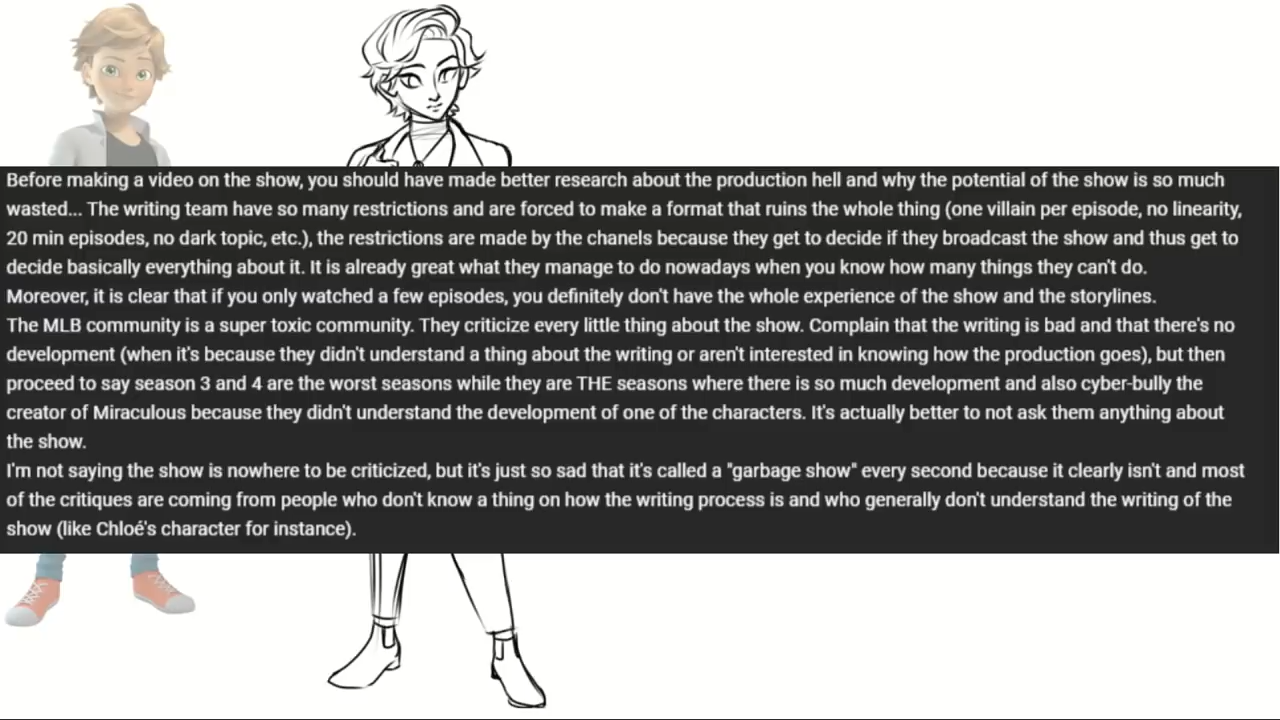 Before making a video on the show, you should have made better research about the production hell and why the potential of the show is so much
wasted... The writing team have so many restrictions and are forced to make a format that ruins the whole thing (one villain per episode, no linearity,
20 min episodes, no dark topic, etc.), the restrictions are made by the chanels because they get to decide if they broadcast the show and thus get to
decide basically everything about it. It is already great what they manage to do nowadays when you know how many things they can't do.
Moreover, it is clear that if you only watched a few episodes, you definitely don't have the whole experience of the show and the storylines.
The MLB community is a super toxic community. They criticize every little thing about the show. Complain that the writing is bad and that there's no
development (when it's because they didn't understand a thing about the writing or aren't interested in knowing how the production goes), but then
proceed to say season 3 and 4 are the worst seasons while they are THE seasons where there is so much development and also cyber-bully the
creator of Miraculous because they didn't understand the development of one of the characters. It's actually better to not ask them anything about
the show.
I'm not saying the show is nowhere to be criticized, but it's just so sad that it's called a "garbage show" every second because it clearly isn't and most
of the critiques are coming from people who don't know a thing on how the writing process is and who generally don't understand the writing of the
show (like Chloé's character for instance).